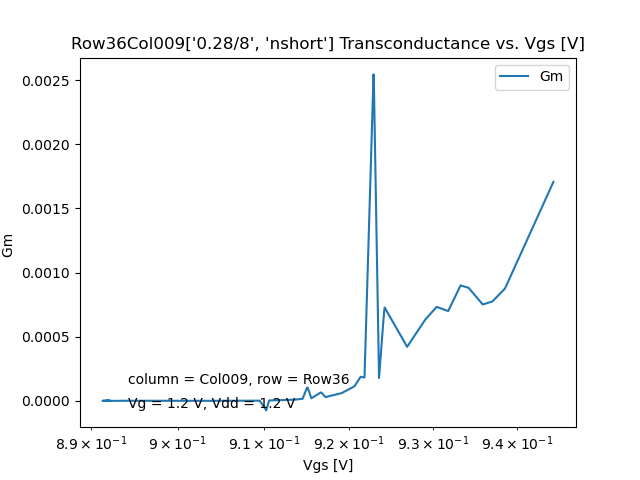 Row36Col009['0.28/8', 'nshort'] Transconductance vs. Vgs [V]
Gm
0.0025
0.0020
0.0015
0.0010
0.0005
0.0000
Gm
column = Col009, row = Row36
Vg = 1.2 V, Vdd = 1.2 V
8.9 × 10⁻¹ 9 × 10⁻¹ 9.1 × 10⁻¹ 9.2 × 10⁻¹ 9.3 × 10⁻¹ 9.4 × 10⁻¹
Vgs [V]